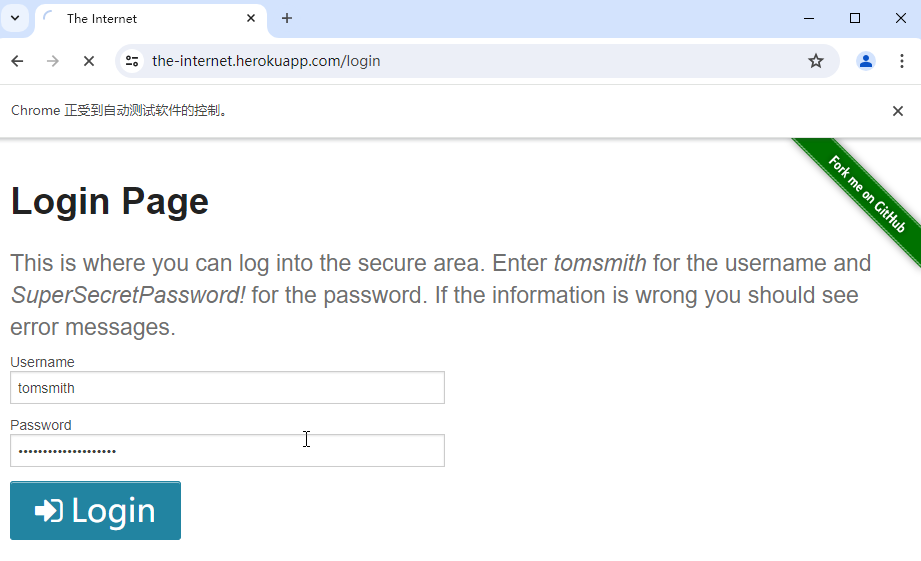 The Internet
the-internet.herokuapp.com/login
Chrome 正受到自动测试软件的控制。
Fork me on GitHub
Login Page
This is where you can log into the secure area. Enter tomsmith for the username and
SuperSecretPassword! for the password. If the information is wrong you should see
error messages.
Username
tomsmith
Password
••••••••••••••••••••
Login